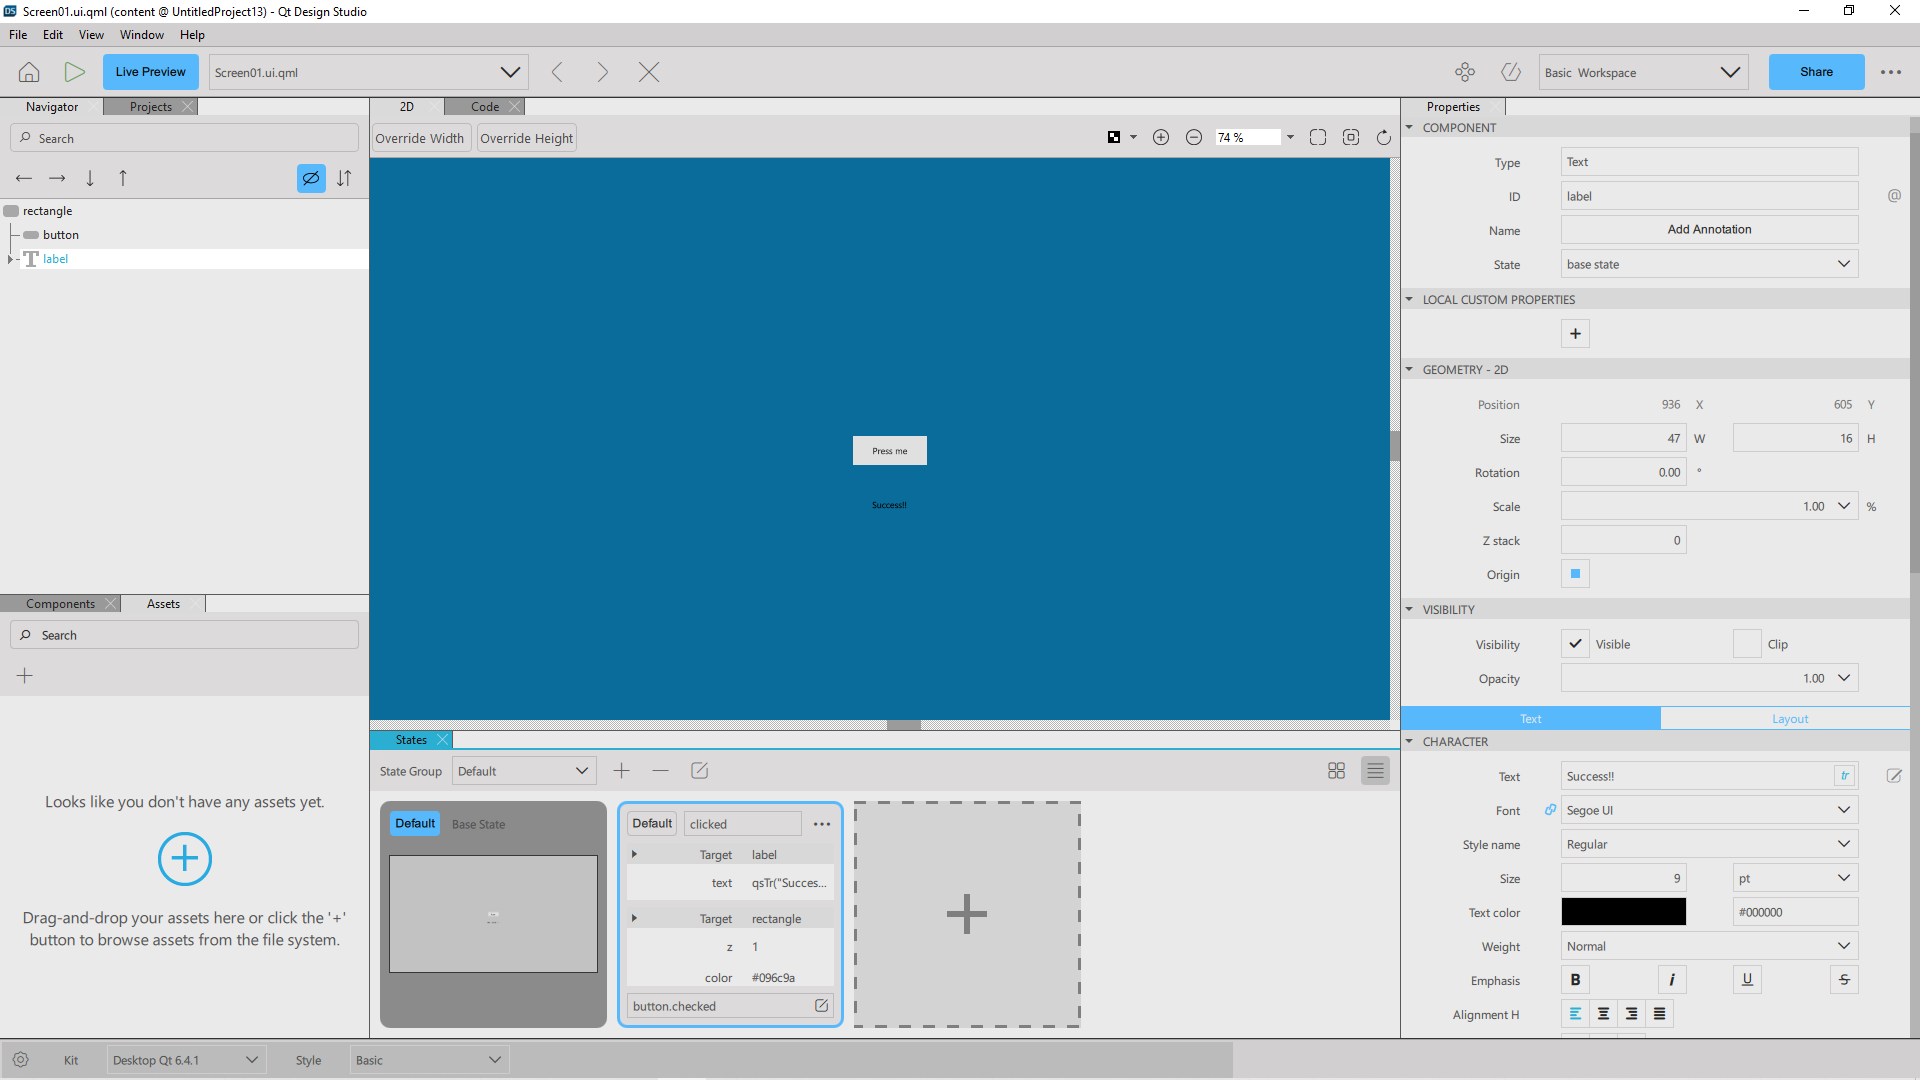 DS Screen01.ui.qml (content @ UntitledProject13) - Qt Design Studio
File Edit View Window Help
Live Preview Screen01.ui.qml Basic Workspace Share
Navigator Projects 2D Code Properties
Search
Override Width Override Height 74 %
rectangle
button
label
COMPONENT
Type Text
ID label @
Name Add Annotation
State base state
LOCAL CUSTOM PROPERTIES
GEOMETRY - 2D
Position 936 X 605 Y
Size 47 W 16 H
Rotation 0.00 °
Scale 1.00 %
Z stack 0
Origin
VISIBILITY
Visibility Visible Clip
Opacity 1.00
Text Layout
CHARACTER
Text Success!! tr
Font Segoe UI
Style name Regular
Size 9 pt
Text color #000000
Weight Normal
Emphasis B i U S
Alignment H
Press me
Success!!
Components Assets
Search
Looks like you don't have any assets yet.
Drag-and-drop your assets here or click the '+'
button to browse assets from the file system.
States
State Group Default
Default Base State
Default clicked
Target label
text qsTr("Succes...
Target rectangle
z 1
color #096c9a
button.checked
Kit Desktop Qt 6.4.1 Style Basic